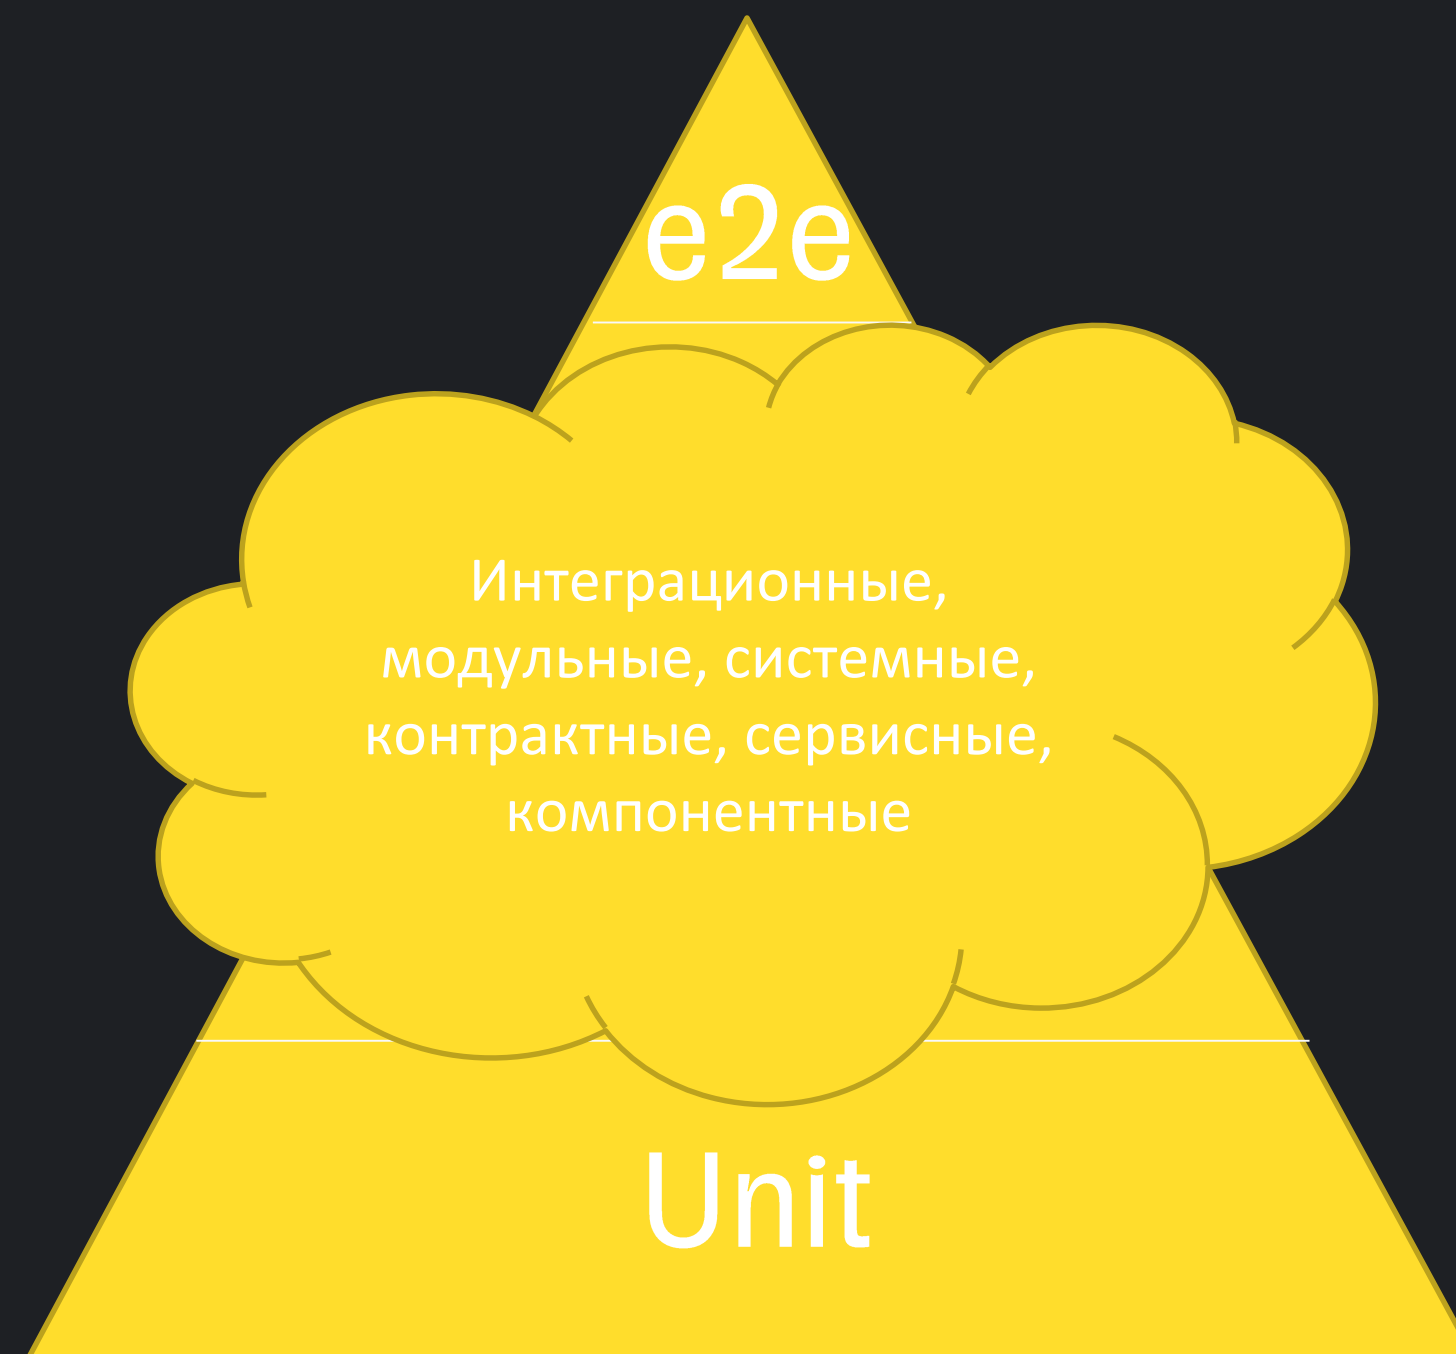 e2e
Интеграционные,
модульные, системные,
контрактные, сервисные,
компонентные
Unit